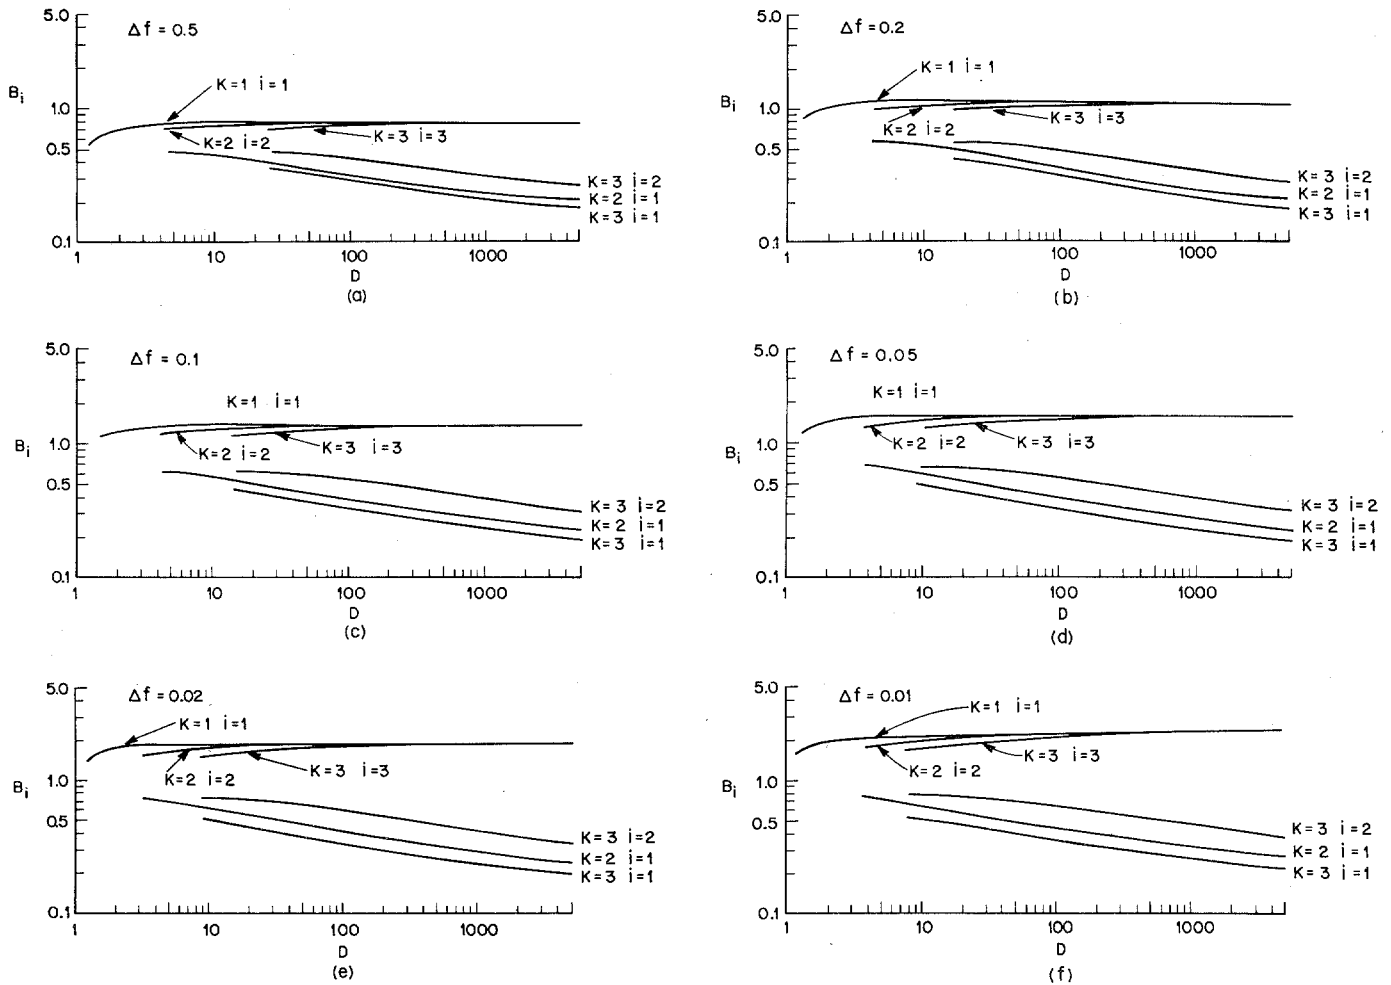 5.0
Δf = 0.5
K=1 i=1
Bi
1.0
K=3 i=3
K=2 i=2
0.5
K=3 i=2
K=2 i=1
K=3 i=1
0.1
1 10 100 1000
D
(a)
5.0
Δf = 0.2
K=1 i=1
Bi
1.0
K=2 i=2
K=3 i=3
0.5
K=3 i=2
K=2 i=1
K=3 i=1
0.1
1 10 100 1000
D
(b)
5.0
Δf = 0.1
K=1 i=1
Bi
1.0
K=3 i=3
K=2 i=2
0.5
K=3 i=2
K=2 i=1
K=3 i=1
0.1
1 10 100 1000
D
(c)
5.0
Δf = 0.05
K=1 i=1
Bi
1.0
K=2 i=2
K=3 i=3
0.5
K=3 i=2
K=2 i=1
K=3 i=1
0.1
1 10 100 1000
D
(d)
5.0
Δf = 0.02
K=1 i=1
Bi
1.0
K=2 i=2
K=3 i=3
0.5
K=3 i=2
K=2 i=1
K=3 i=1
0.1
1 10 100 1000
D
(e)
5.0
Δf = 0.01
K=1 i=1
Bi
1.0
K=2 i=2
K=3 i=3
0.5
K=3 i=2
K=2 i=1
K=3 i=1
0.1
1 10 100 1000
D
(f)